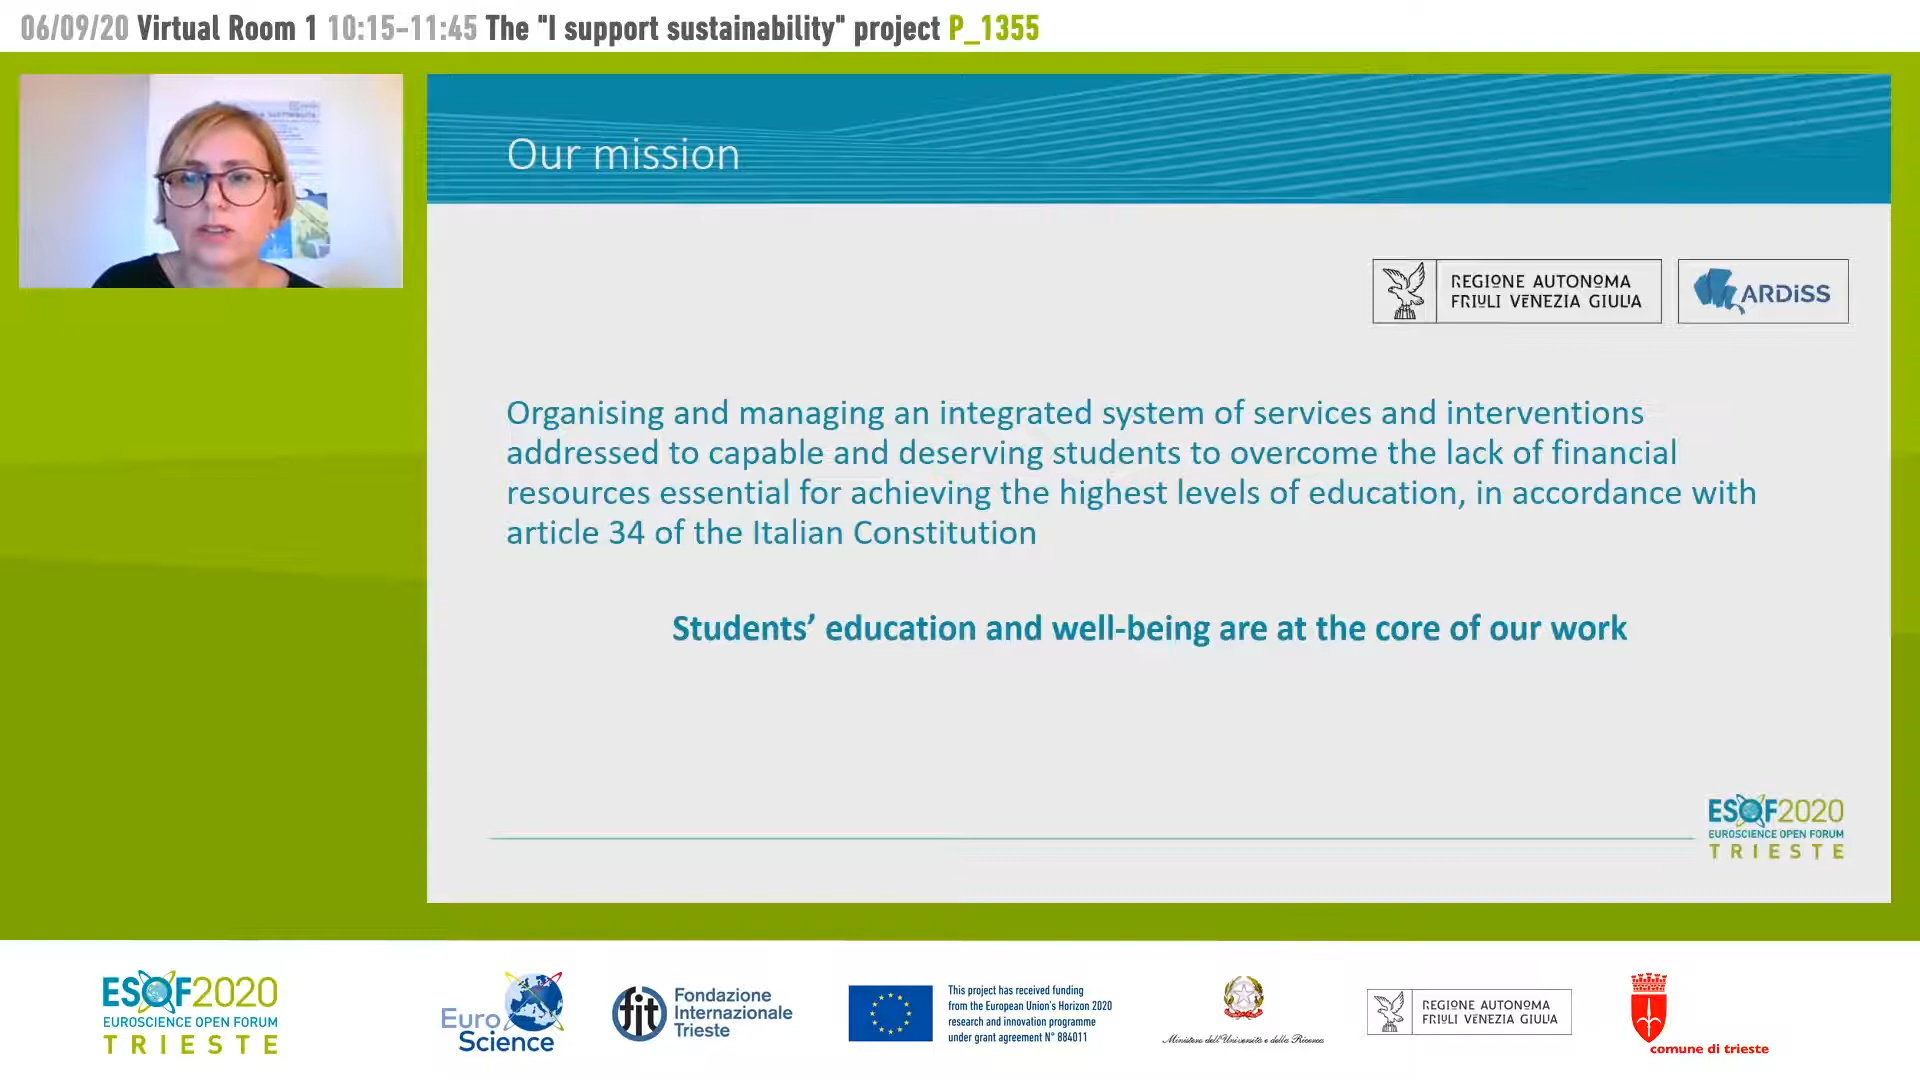 06/09/20 Virtual Room 1 10:15-11:45 The "I support sustainability" project P_1355
Our mission
REGIONE AUTONOMA
FRIULI VENEZIA GIULIA
ARDiSS
Organising and managing an integrated system of services and interventions
addressed to capable and deserving students to overcome the lack of financial
resources essential for achieving the highest levels of education, in accordance with
article 34 of the Italian Constitution
Students’ education and well-being are at the core of our work
ESOF2020
EUROSCIENCE OPEN FORUM
TRIESTE
ESOF2020
EUROSCIENCE OPEN FORUM
TRIESTE
Euro
Science
fit
Fondazione
Internazionale
Trieste
This project has received funding
from the European Union's Horizon 2020
research and innovation programme
under grant agreement N° 884011
Ministero dell'Università e della Ricerca
REGIONE AUTONOMA
FRIULI VENEZIA GIULIA
comune di trieste